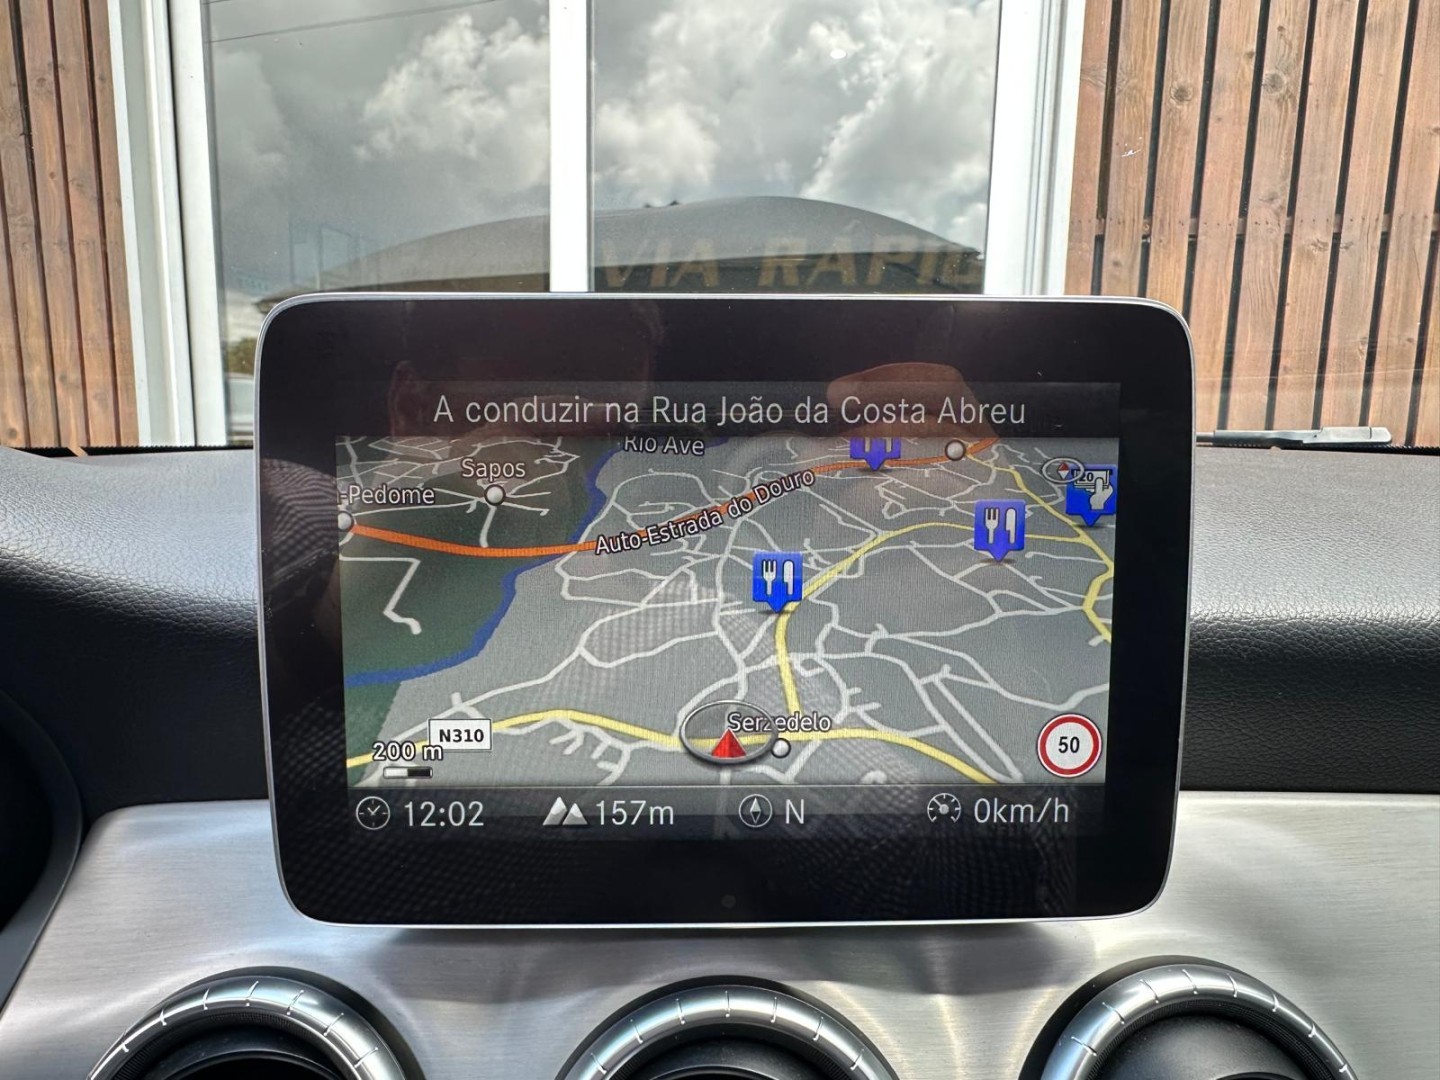 VIA RÁPI
A conduzir na Rua João da Costa Abreu
Rio Ave
Sapos
-Pedome
Auto-Estrada do Douro
Serzedelo
N310
200 m
50
12:02
157m
N
0km/h